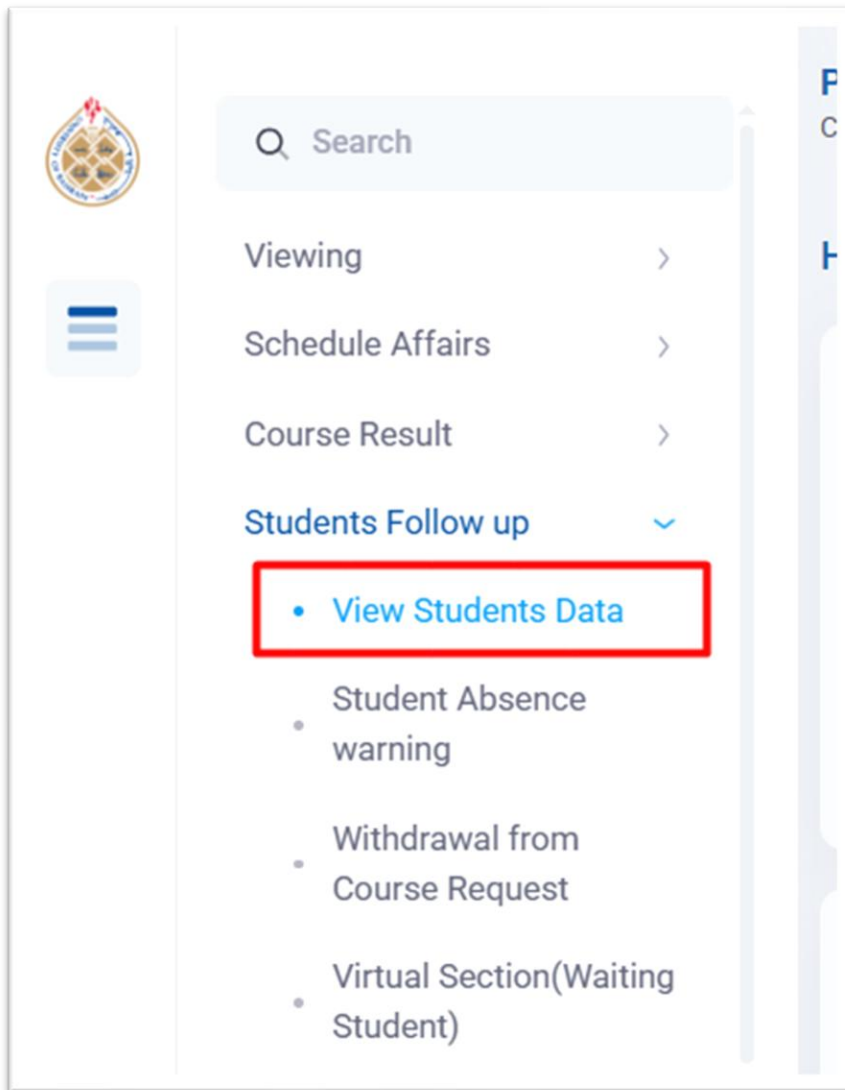 Search
Viewing
Schedule Affairs
Course Result
Students Follow up
View Students Data
Student Absence
warning
Withdrawal from
Course Request
Virtual Section(Waiting
Student)
P
C
H